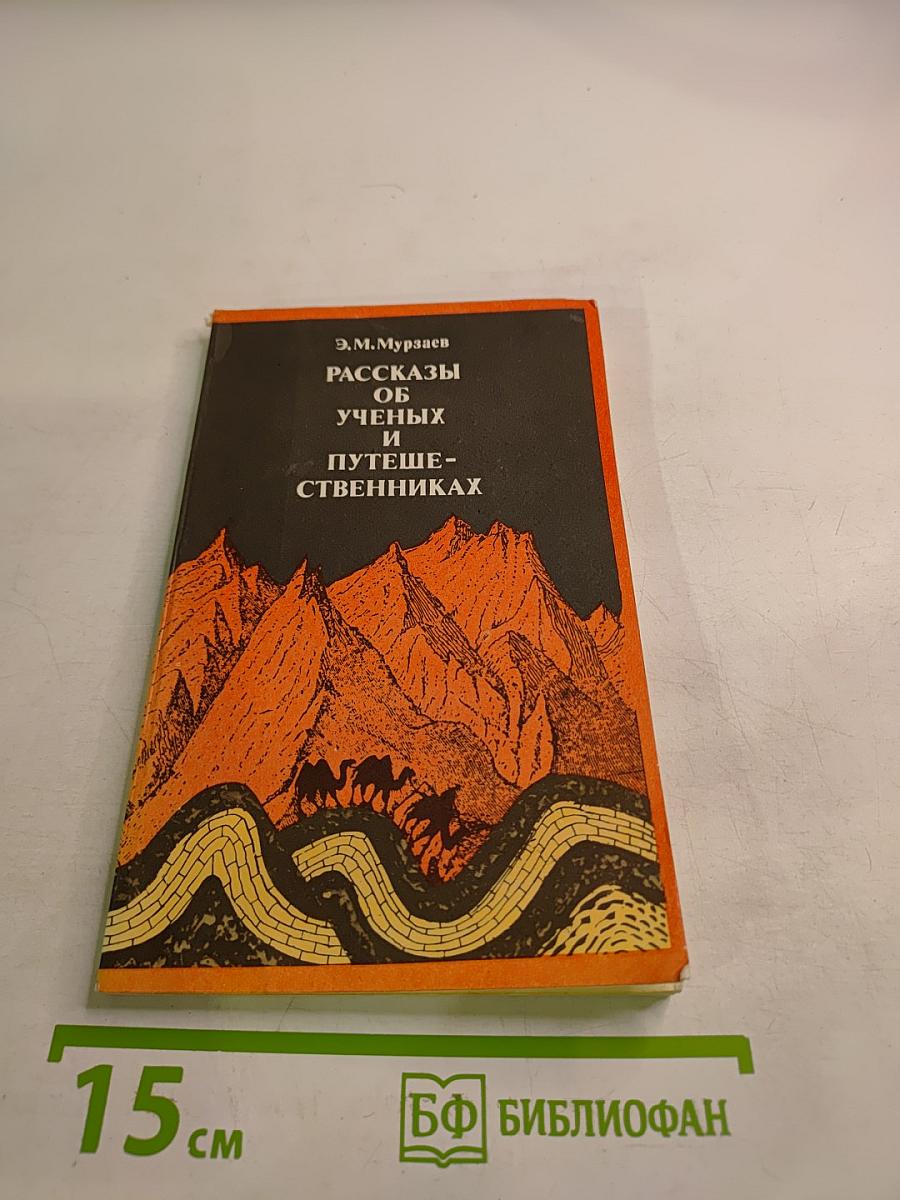 Э.М.Мурзаев
РАССКАЗЫ
ОБ
УЧЕНЫХ
И
ПУТЕШЕ-
СТВЕННИКАХ
15 см
БФ БИБЛИОФАН